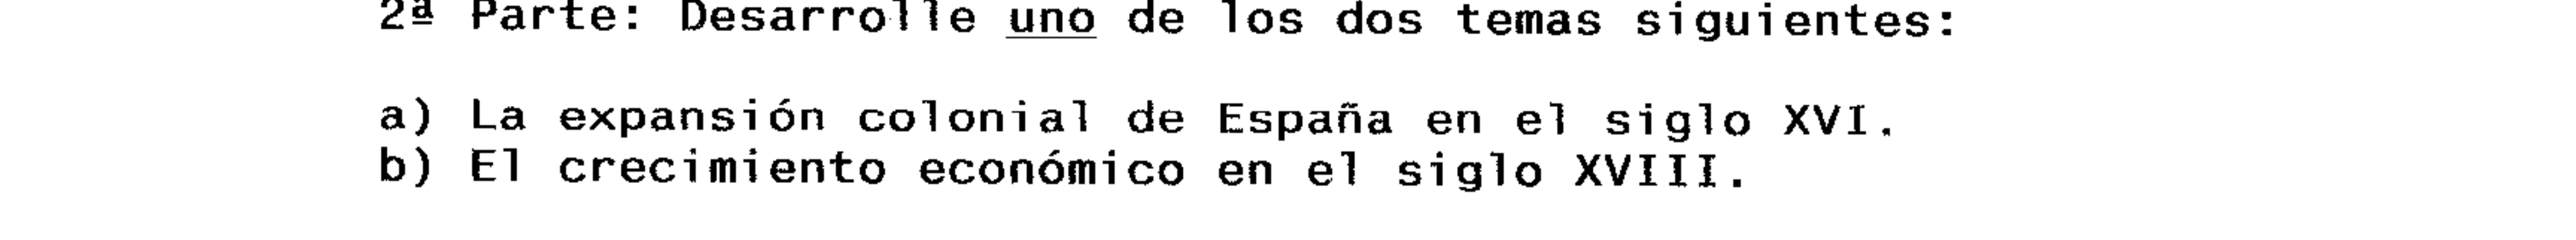 2ª Parte: Desarrolle uno de los dos temas siguientes:
a) La expansión colonial de España en el siglo XVI.
b) El crecimiento económico en el siglo XVIII.